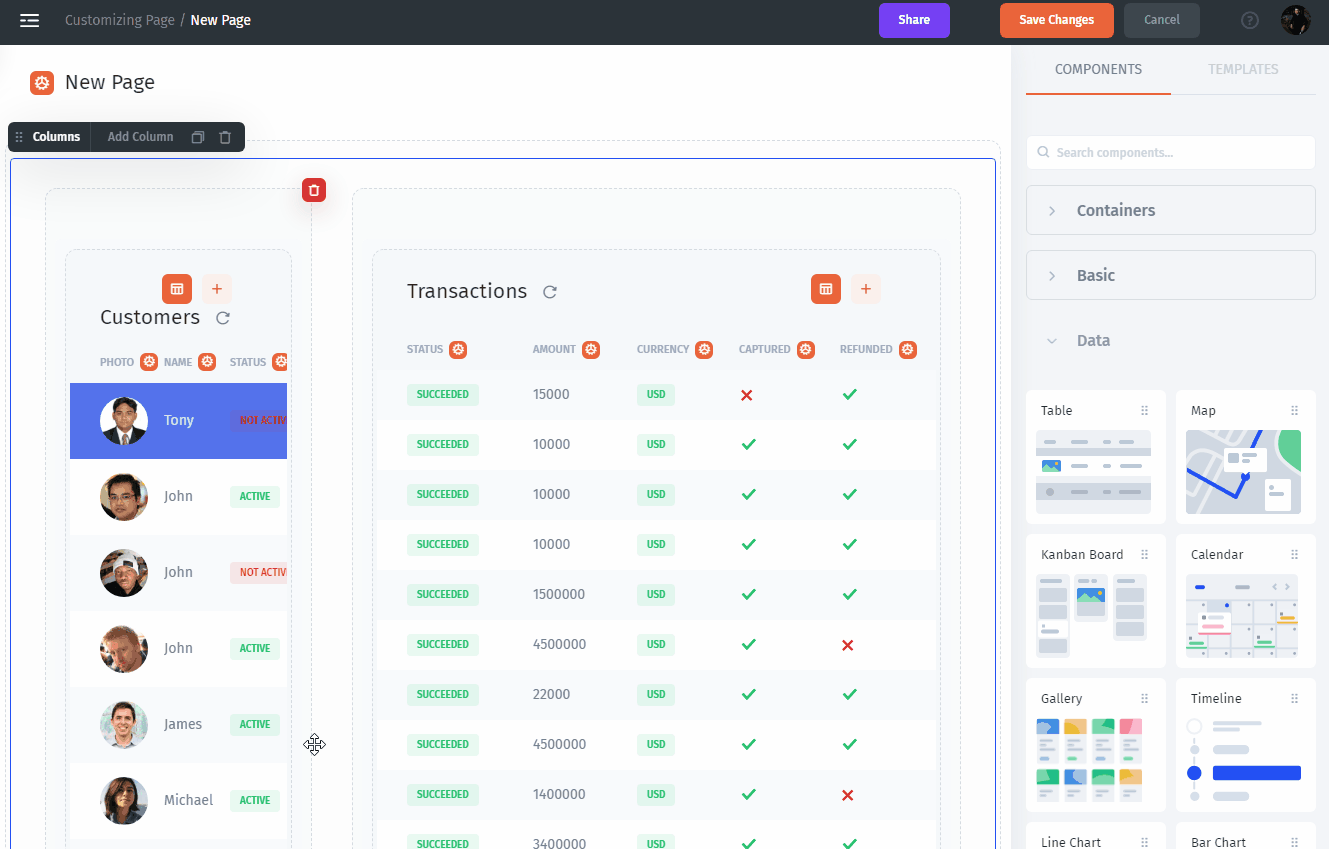 Customizing Page / New Page
Share
Save Changes
Cancel
?
New Page
Columns
Add Column
Customers
PHOTO NAME STATUS
Tony NOT ACTIV
John ACTIVE
John NOT ACTIV
John ACTIVE
James ACTIVE
Michael ACTIVE
Transactions
STATUS AMOUNT CURRENCY CAPTURED REFUNDED
SUCCEEDED 15000 USD
SUCCEEDED 10000 USD
SUCCEEDED 10000 USD
SUCCEEDED 10000 USD
SUCCEEDED 1500000 USD
SUCCEEDED 4500000 USD
SUCCEEDED 22000 USD
SUCCEEDED 4500000 USD
SUCCEEDED 1400000 USD
SUCCEEDED 3400000 USD
COMPONENTS TEMPLATES
Search components...
Containers
Basic
Data
Table Map
Kanban Board Calendar
Gallery Timeline
Line Chart Bar Chart